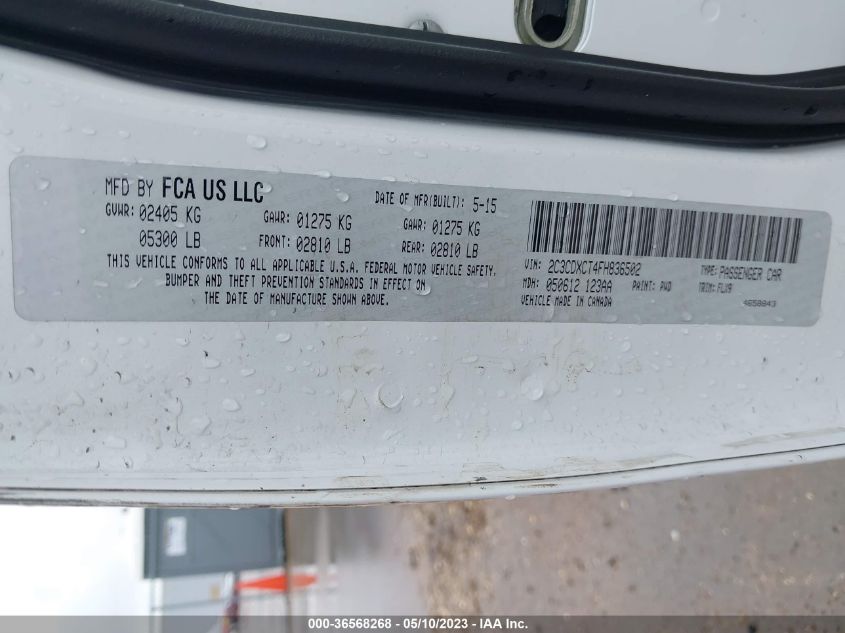 MFD BY FCA US LLC
DATE OF MFR(BUILT): 5-15
GVWR: 02405 KG
GAWR: 01275 KG
GAWR: 01275 KG
05300 LB
FRONT: 02810 LB
REAR: 02810 LB
THIS VEHICLE CONFORMS TO ALL APPLICABLE U.S.A. FEDERAL MOTOR VEHICLE SAFETY,
BUMPER AND THEFT PREVENTION STANDARDS IN EFFECT ON
THE DATE OF MANUFACTURE SHOWN ABOVE.
VIN: 2C3CDXCT4FH836502
TYPE: PASSENGER CAR
MDH: 050612 123AA
PAINT: PWD
TRIM: FLX9
VEHICLE MADE IN CANADA
4658843
000-36568268 - 05/10/2023 - IAA Inc.